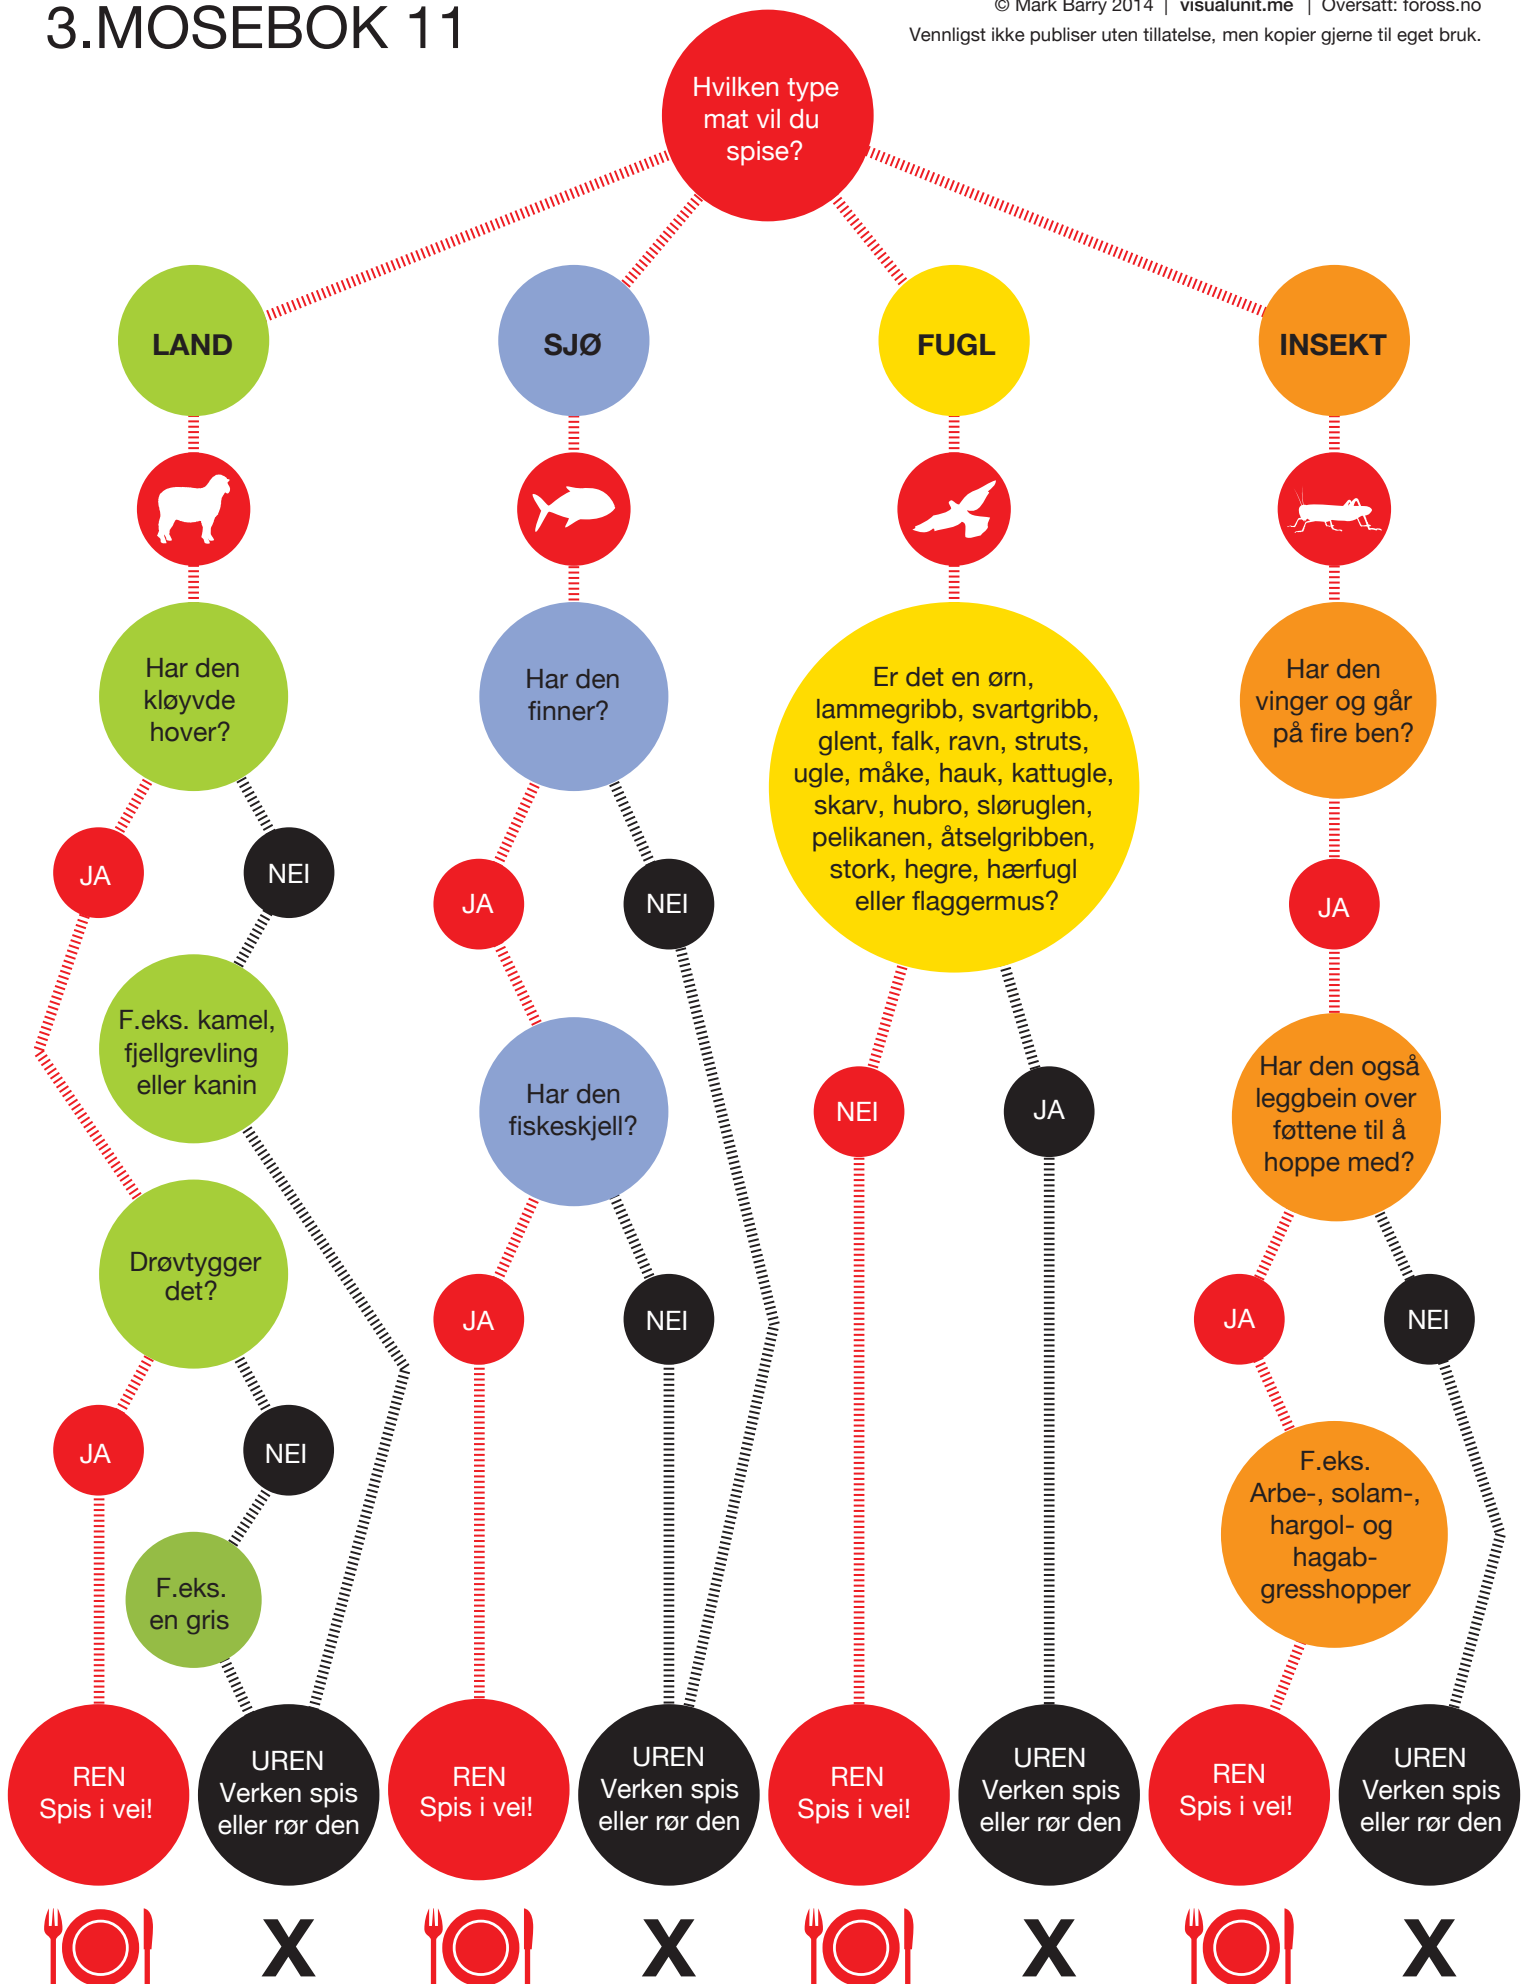 3.MOSEBOK 11
© Mark Barry 2014 | visualunit.me | Oversatt: foross.no
Vennligst ikke publiser uten tillatelse, men kopier gjerne til eget bruk.
Hvilken type
mat vil du
spise?
LAND
SJØ
FUGL
INSEKT
Har den
kløyvde
hover?
JA
NEI
F.eks. kamel,
fjellgrevling
eller kanin
Drøvtygger
det?
JA
NEI
F.eks.
en gris
REN
Spis i vei!
UREN
Verken spis
eller rør den
X
Har den
finner?
JA
NEI
Har den
fiskeskjell?
JA
NEI
REN
Spis i vei!
UREN
Verken spis
eller rør den
X
Er det en ørn,
lammegribb, svartgribb,
glent, falk, ravn, struts,
ugle, måke, hauk, kattugle,
skarv, hubro, sløruglen,
pelikanen, åtselgribben,
stork, hegre, hærfugl
eller flaggermus?
NEI
JA
REN
Spis i vei!
UREN
Verken spis
eller rør den
X
Har den
vinger og går
på fire ben?
JA
Har den også
leggbein over
føttene til å
hoppe med?
JA
NEI
F.eks.
Arbe-, solam-,
hargol- og
hagab-
gresshopper
REN
Spis i vei!
UREN
Verken spis
eller rør den
X